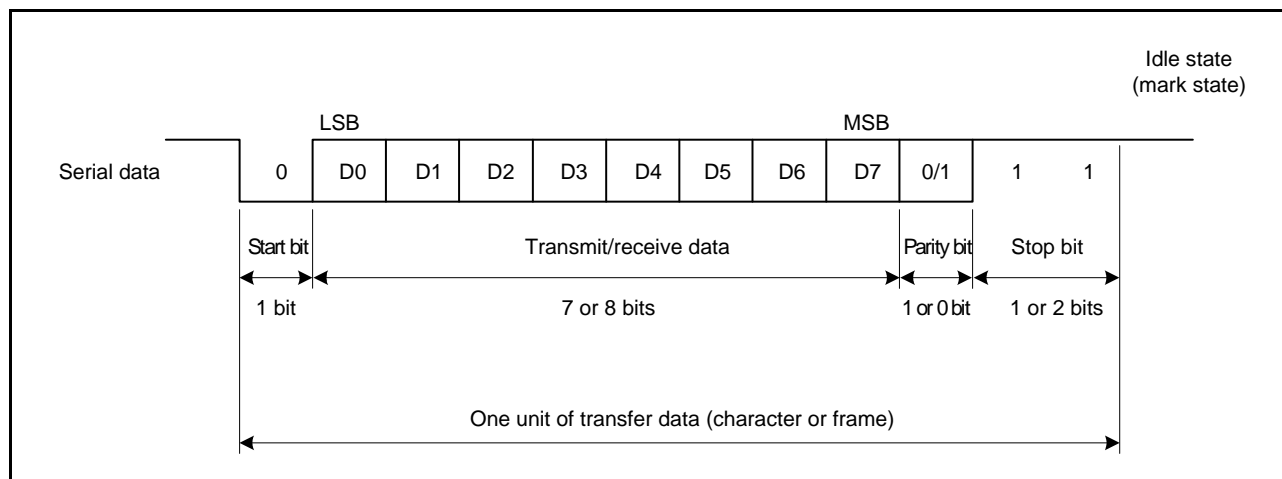 Idle state
(mark state)
LSB MSB
Serial data 0 D0 D1 D2 D3 D4 D5 D6 D7 0/1 1 1
Start bit Transmit/receive data Parity bit Stop bit
1 bit 7 or 8 bits 1 or 0 bit 1 or 2 bits
One unit of transfer data (character or frame)